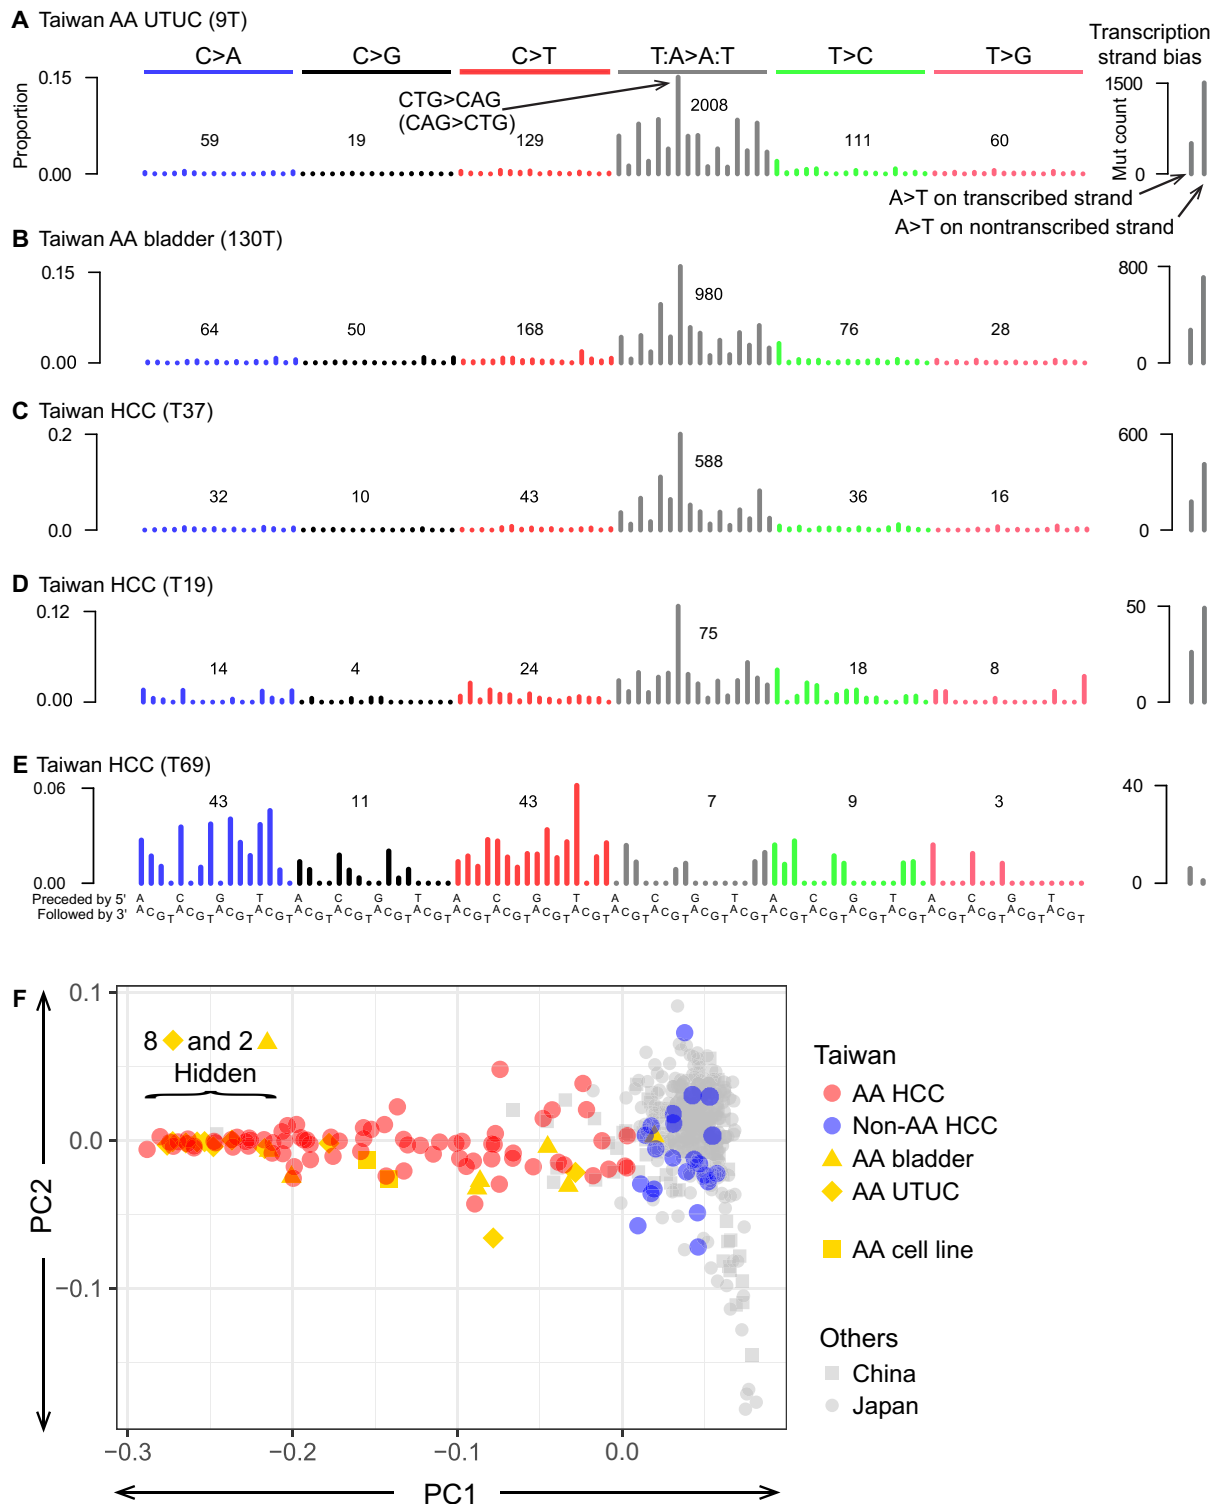 A Taiwan AA UTUC (9T)
Transcription
strand bias
C>A C>G C>T T:A>A:T T>C T>G
0.15
Proportion
0.00
CTG>CAG
(CAG>CTG)
59 19 129 2008 111 60
1500
Mut count
0
A>T on transcribed strand
A>T on nontranscribed strand
B Taiwan AA bladder (130T)
0.15
0.00
64 50 168 980 76 28
800
0
C Taiwan HCC (T37)
0.2
0.0
32 10 43 588 36 16
600
0
D Taiwan HCC (T19)
0.12
0.00
14 4 24 75 18 8
50
0
E Taiwan HCC (T69)
0.06
0.00
43 11 43 7 9 3
40
0
Preceded by 5' A C G T A C G T A C G T A C G T A C G T A C G T
Followed by 3' ACGTACGTACGTACGT ACGTACGTACGTACGT ACGTACGTACGTACGT ACGTACGTACGTACGT ACGTACGTACGTACGT ACGTACGTACGTACGT
F
0.1
0.0
−0.1
PC2
8 and 2
Hidden
−0.3 −0.2 −0.1 0.0
PC1
Taiwan
AA HCC
Non-AA HCC
AA bladder
AA UTUC
AA cell line
Others
China
Japan